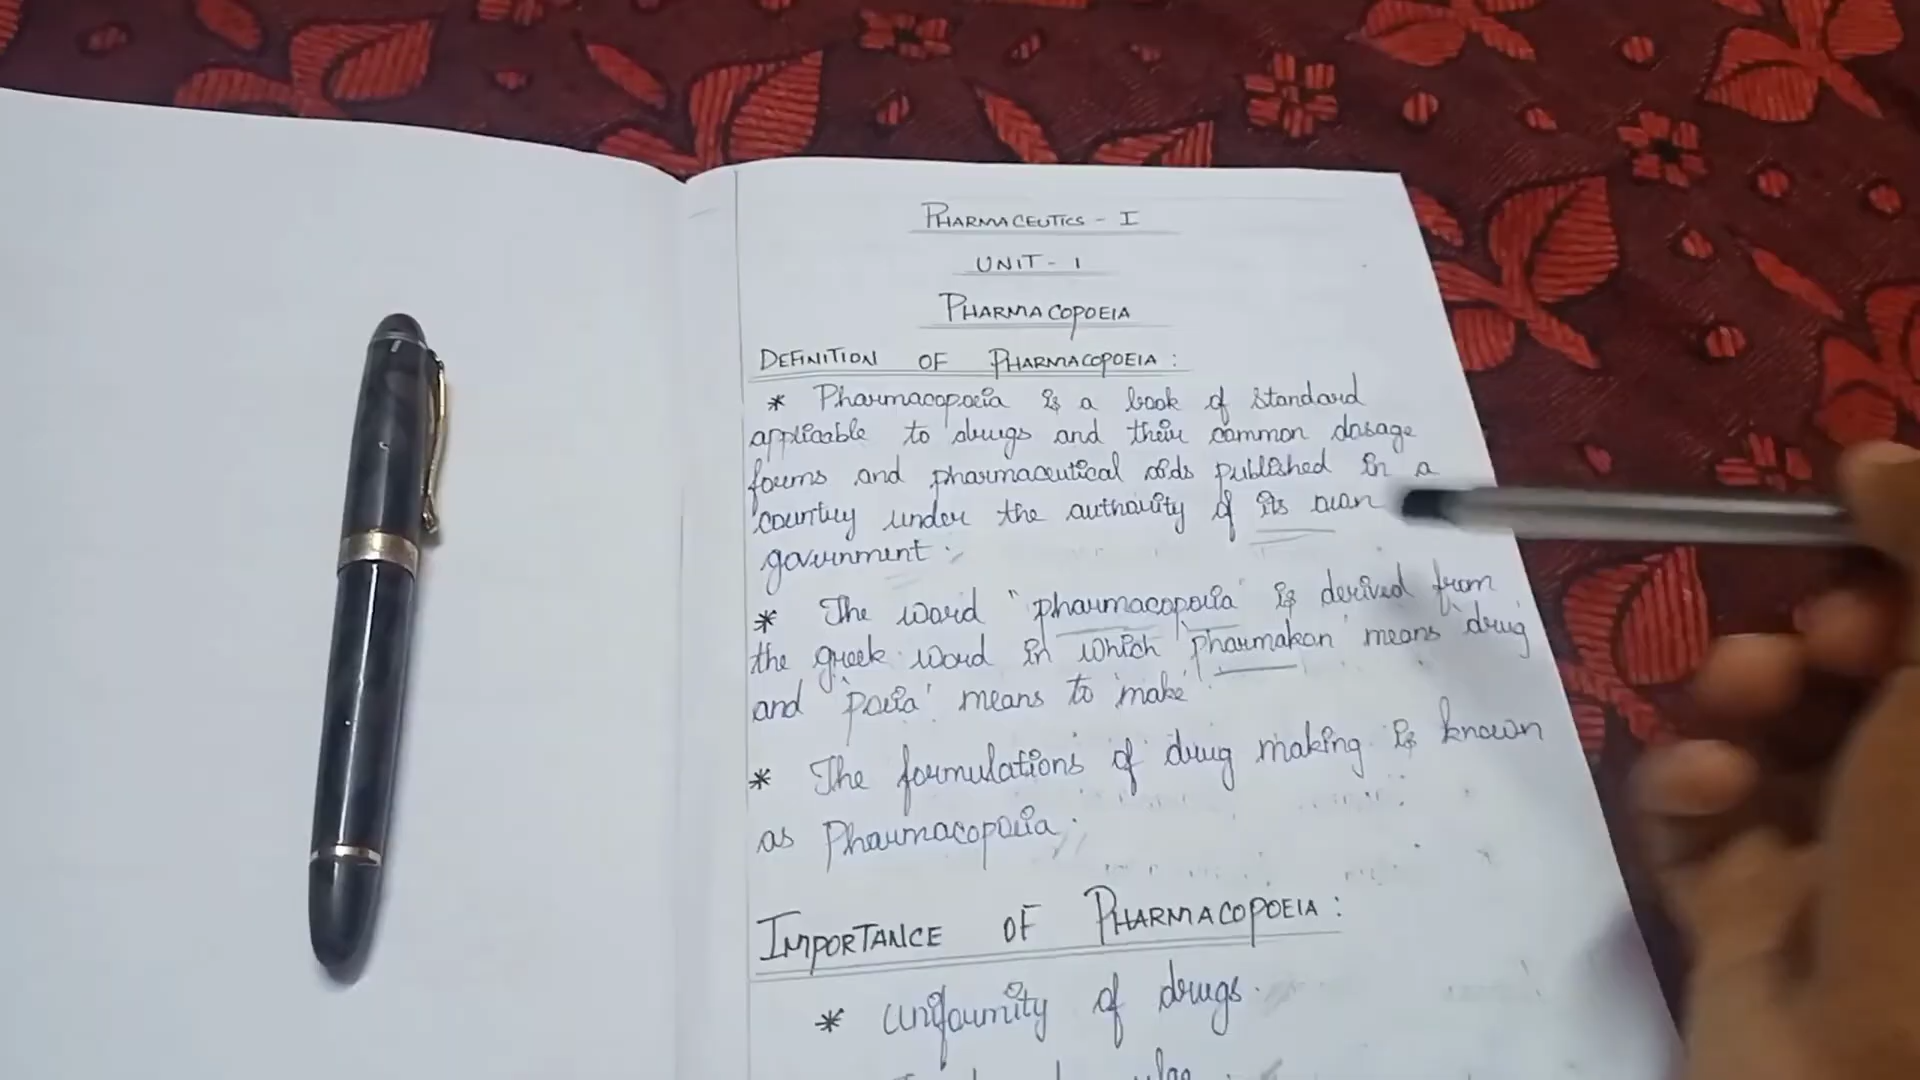 PHARMACEUTICS - I
UNIT - 1
PHARMACOPOEIA
DEFINITION OF PHARMACOPOEIA :
* Pharmacopoeia is a book of standard
applicable to drugs and their common dosage
forms and pharmaceutical aids published in a
country under the authority of its own
government.
* The word "pharmacopoeia" is derived from
the greek word in which 'pharmakon' means 'drug'
and 'poeia' means to 'make'.
* The formulations of drug making is known
as Pharmacopoeia.
IMPORTANCE OF PHARMACOPOEIA :
* Uniformity of drugs.